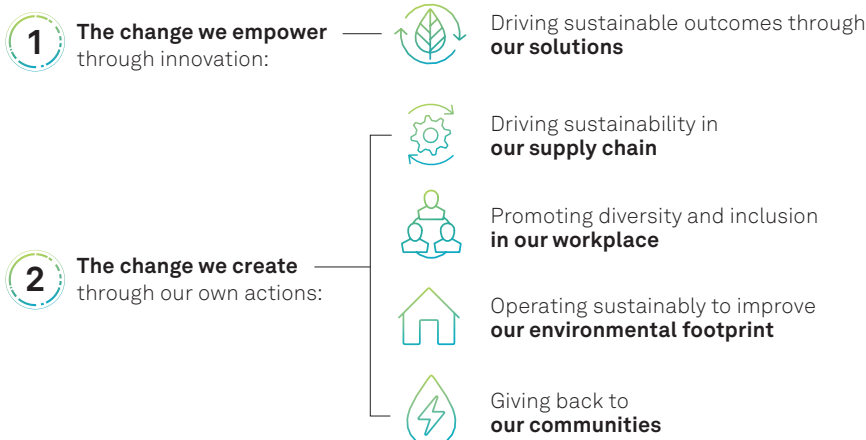 1
The change we empower
through innovation:
Driving sustainable outcomes through
our solutions
Driving sustainability in
our supply chain
Promoting diversity and inclusion
in our workplace
2
The change we create
through our own actions:
Operating sustainably to improve
our environmental footprint
Giving back to
our communities